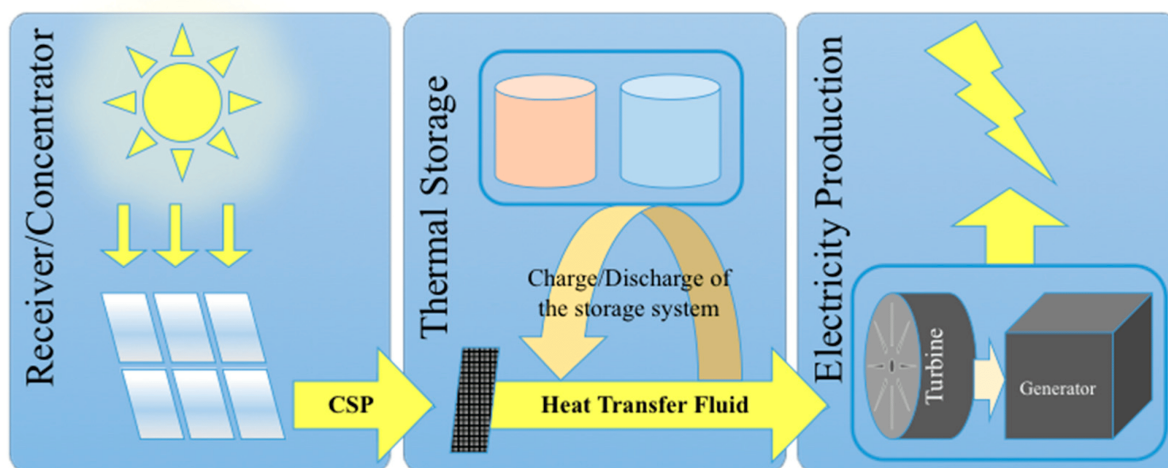 Receiver/Concentrator
CSP
Thermal Storage
Charge/Discharge of
the storage system
Heat Transfer Fluid
Electricity Production
Turbine
Generator